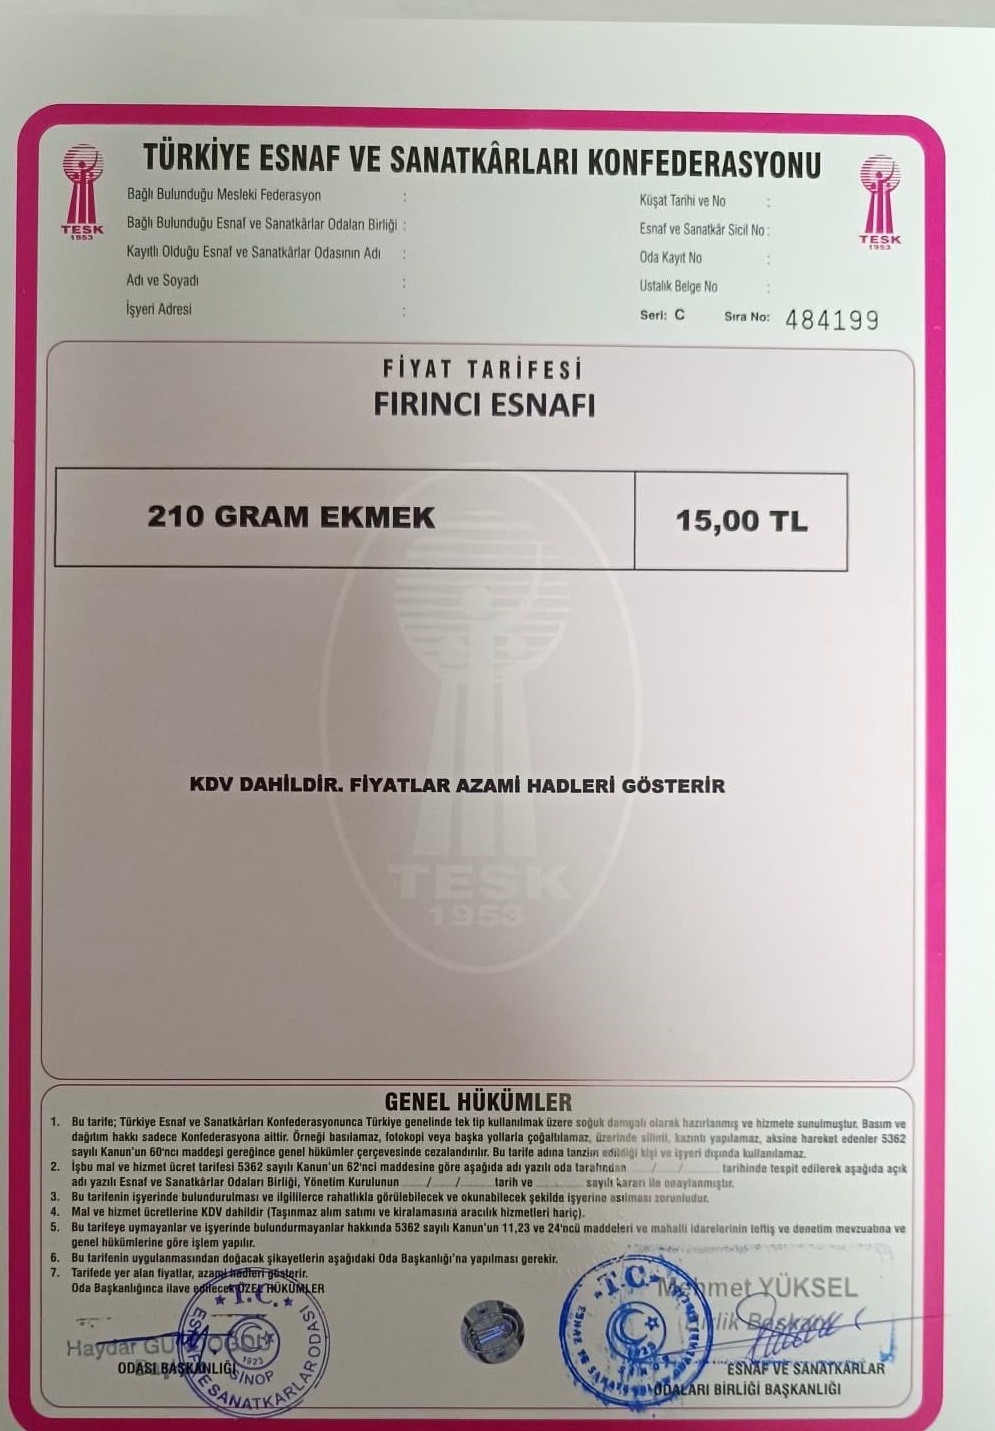 TÜRKİYE ESNAF VE SANATKÂRLARI KONFEDERASYONU
TESK
1953
TESK
1953
Bağlı Bulunduğu Mesleki Federasyon :
Bağlı Bulunduğu Esnaf ve Sanatkârlar Odaları Birliği :
Kayıtlı Olduğu Esnaf ve Sanatkârlar Odasının Adı :
Adı ve Soyadı :
İşyeri Adresi :
Küşat Tarihi ve No :
Esnaf ve Sanatkâr Sicil No :
Oda Kayıt No :
Ustalık Belge No :
Seri: C Sıra No: 484199
FİYAT TARİFESİ
FIRINCI ESNAFI
210 GRAM EKMEK 15,00 TL
KDV DAHİLDİR. FİYATLAR AZAMİ HADLERİ GÖSTERİR
TESK
1953
GENEL HÜKÜMLER
1. Bu tarife; Türkiye Esnaf ve Sanatkârları Konfederasyonunca Türkiye genelinde tek tip kullanılmak üzere soğuk damgalı olarak hazırlanmış ve hizmete sunulmuştur. Basım ve
dağıtım hakkı sadece Konfederasyona aittir. Örneği basılamaz, fotokopi veya başka yollarla çoğaltılamaz, üzerinde silinti, kazıntı yapılamaz, aksine hareket edenler 5362
sayılı Kanun'un 60'ncı maddesi gereğince genel hükümler çerçevesinde cezalandırılır. Bu tarife adına tanzim edildiği kişi ve işyeri dışında kullanılamaz.
2. İşbu mal ve hizmet ücret tarifesi 5362 sayılı Kanun'un 62'nci maddesine göre aşağıda adı yazılı oda tarafından ...../...../..... tarihinde tespit edilerek aşağıda açık
adı yazılı Esnaf ve Sanatkârlar Odaları Birliği, Yönetim Kurulunun ...../...../..... tarih ve ........ sayılı kararı ile onaylanmıştır.
3. Bu tarifenin işyerinde bulundurulması ve ilgililerce rahatlıkla görülebilecek ve okunabilecek şekilde işyerine asılması zorunludur.
4. Mal ve hizmet ücretlerine KDV dahildir (Taşınmaz alım satımı ve kiralamasına aracılık hizmetleri hariç).
5. Bu tarifeye uymayanlar ve işyerinde bulundurmayanlar hakkında 5362 sayılı Kanun'un 11,23 ve 24'ncü maddeleri ve mahalli idarelerinin teftiş ve denetim mevzuatına ve
genel hükümlerine göre işlem yapılır.
6. Bu tarifenin uygulanmasından doğacak şikayetlerin aşağıdaki Oda Başkanlığı'na yapılması gerekir.
7. Tarifede yer alan fiyatlar, azami hadleri gösterir.
Oda Başkanlığınca ilave edilecek ÖZEL HÜKÜMLER
T.C.
1923
SİNOP
Haydar
ODASI BAŞKANLIĞI
T.C.
Mehmet YÜKSEL
Birlik Başkanı
ESNAF VE SANATKARLAR
ODALARI BİRLİĞİ BAŞKANLIĞI